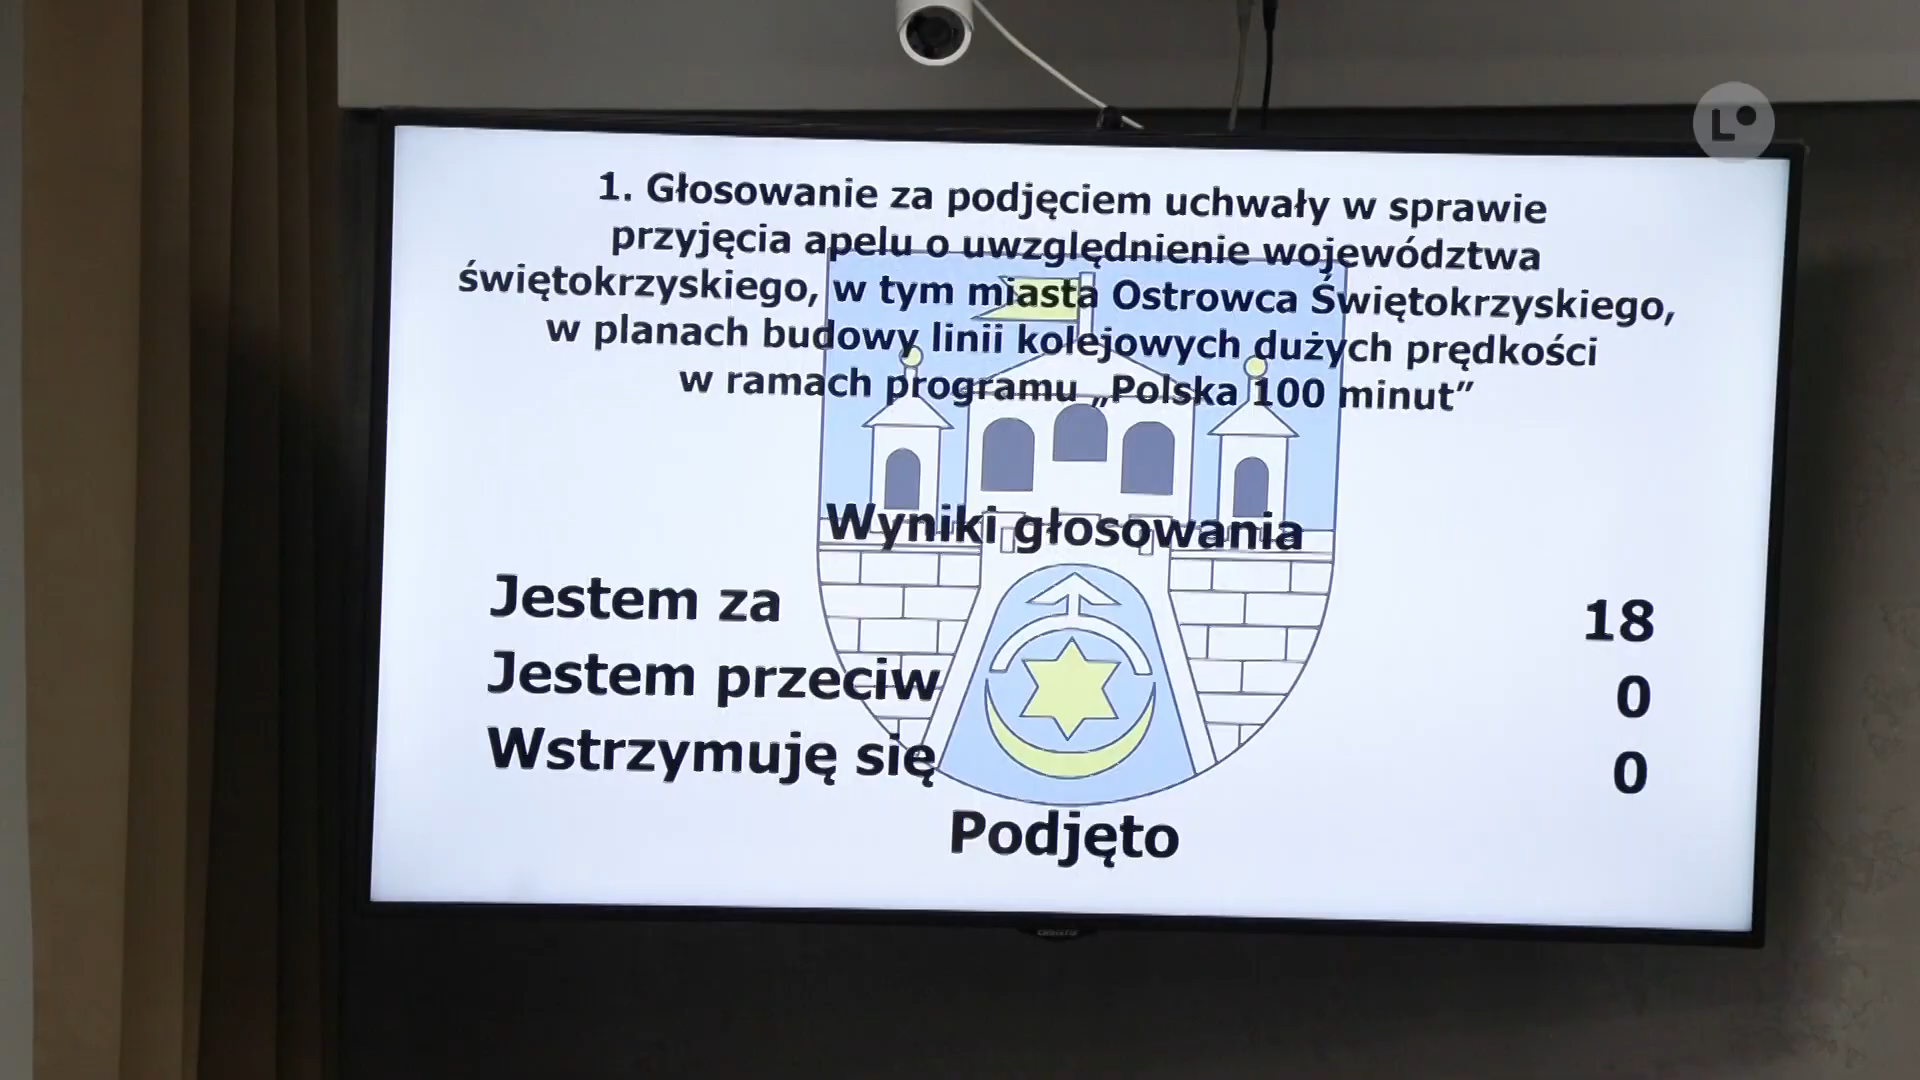 1. Głosowanie za podjęciem uchwały w sprawie
przyjęcia apelu o uwzględnienie województwa
świętokrzyskiego, w tym miasta Ostrowca Świętokrzyskiego,
w planach budowy linii kolejowych dużych prędkości
w ramach programu „Polska 100 minut”
Wyniki głosowania
Jestem za 18
Jestem przeciw 0
Wstrzymuję się 0
Podjęto